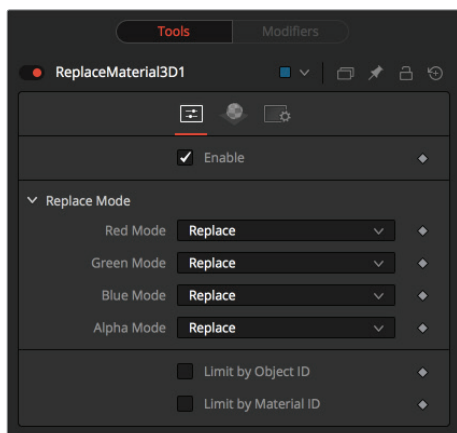 Tools Modifiers
ReplaceMaterial3D1
Enable
Replace Mode
Red Mode Replace
Green Mode Replace
Blue Mode Replace
Alpha Mode Replace
Limit by Object ID
Limit by Material ID